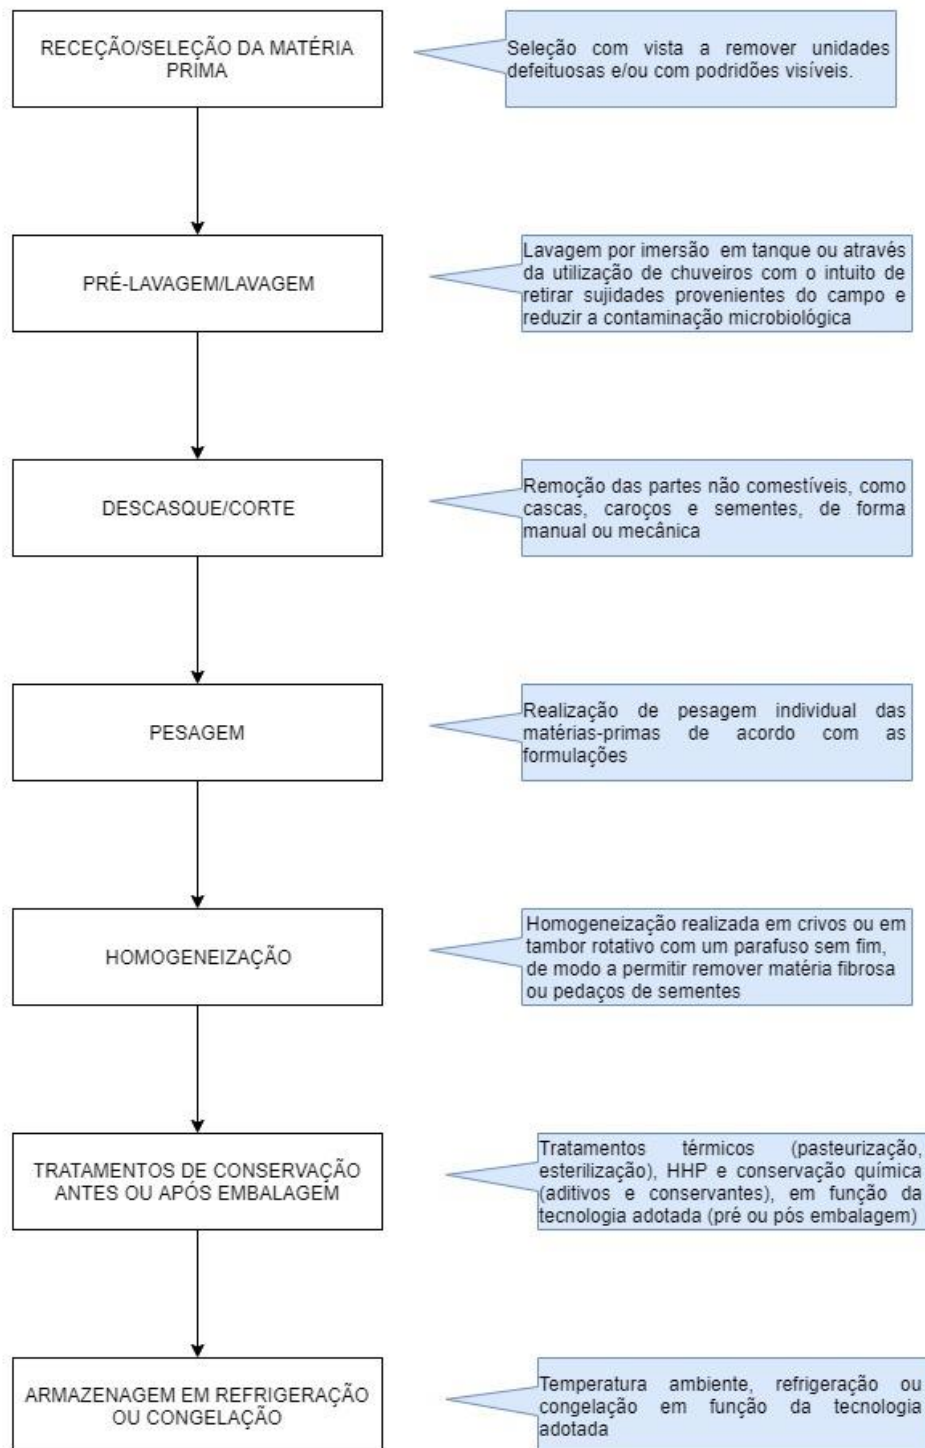 RECEÇÃO/SELEÇÃO DA MATÉRIA
PRIMA
Seleção com vista a remover unidades
defeituosas e/ou com podridões visíveis.
PRÉ-LAVAGEM/LAVAGEM
Lavagem por imersão em tanque ou através
da utilização de chuveiros com o intuito de
retirar sujidades provenientes do campo e
reduzir a contaminação microbiológica
DESCASQUE/CORTE
Remoção das partes não comestíveis, como
cascas, caroços e sementes, de forma
manual ou mecânica
PESAGEM
Realização de pesagem individual das
matérias-primas de acordo com as
formulações
HOMOGENEIZAÇÃO
Homogeneização realizada em crivos ou em
tambor rotativo com um parafuso sem fim,
de modo a permitir remover matéria fibrosa
ou pedaços de sementes
TRATAMENTOS DE CONSERVAÇÃO
ANTES OU APÓS EMBALAGEM
Tratamentos térmicos (pasteurização,
esterilização), HHP e conservação química
(aditivos e conservantes), em função da
tecnologia adotada (pré ou pós embalagem)
ARMAZENAGEM EM REFRIGERAÇÃO
OU CONGELAÇÃO
Temperatura ambiente, refrigeração ou
congelação em função da tecnologia
adotada